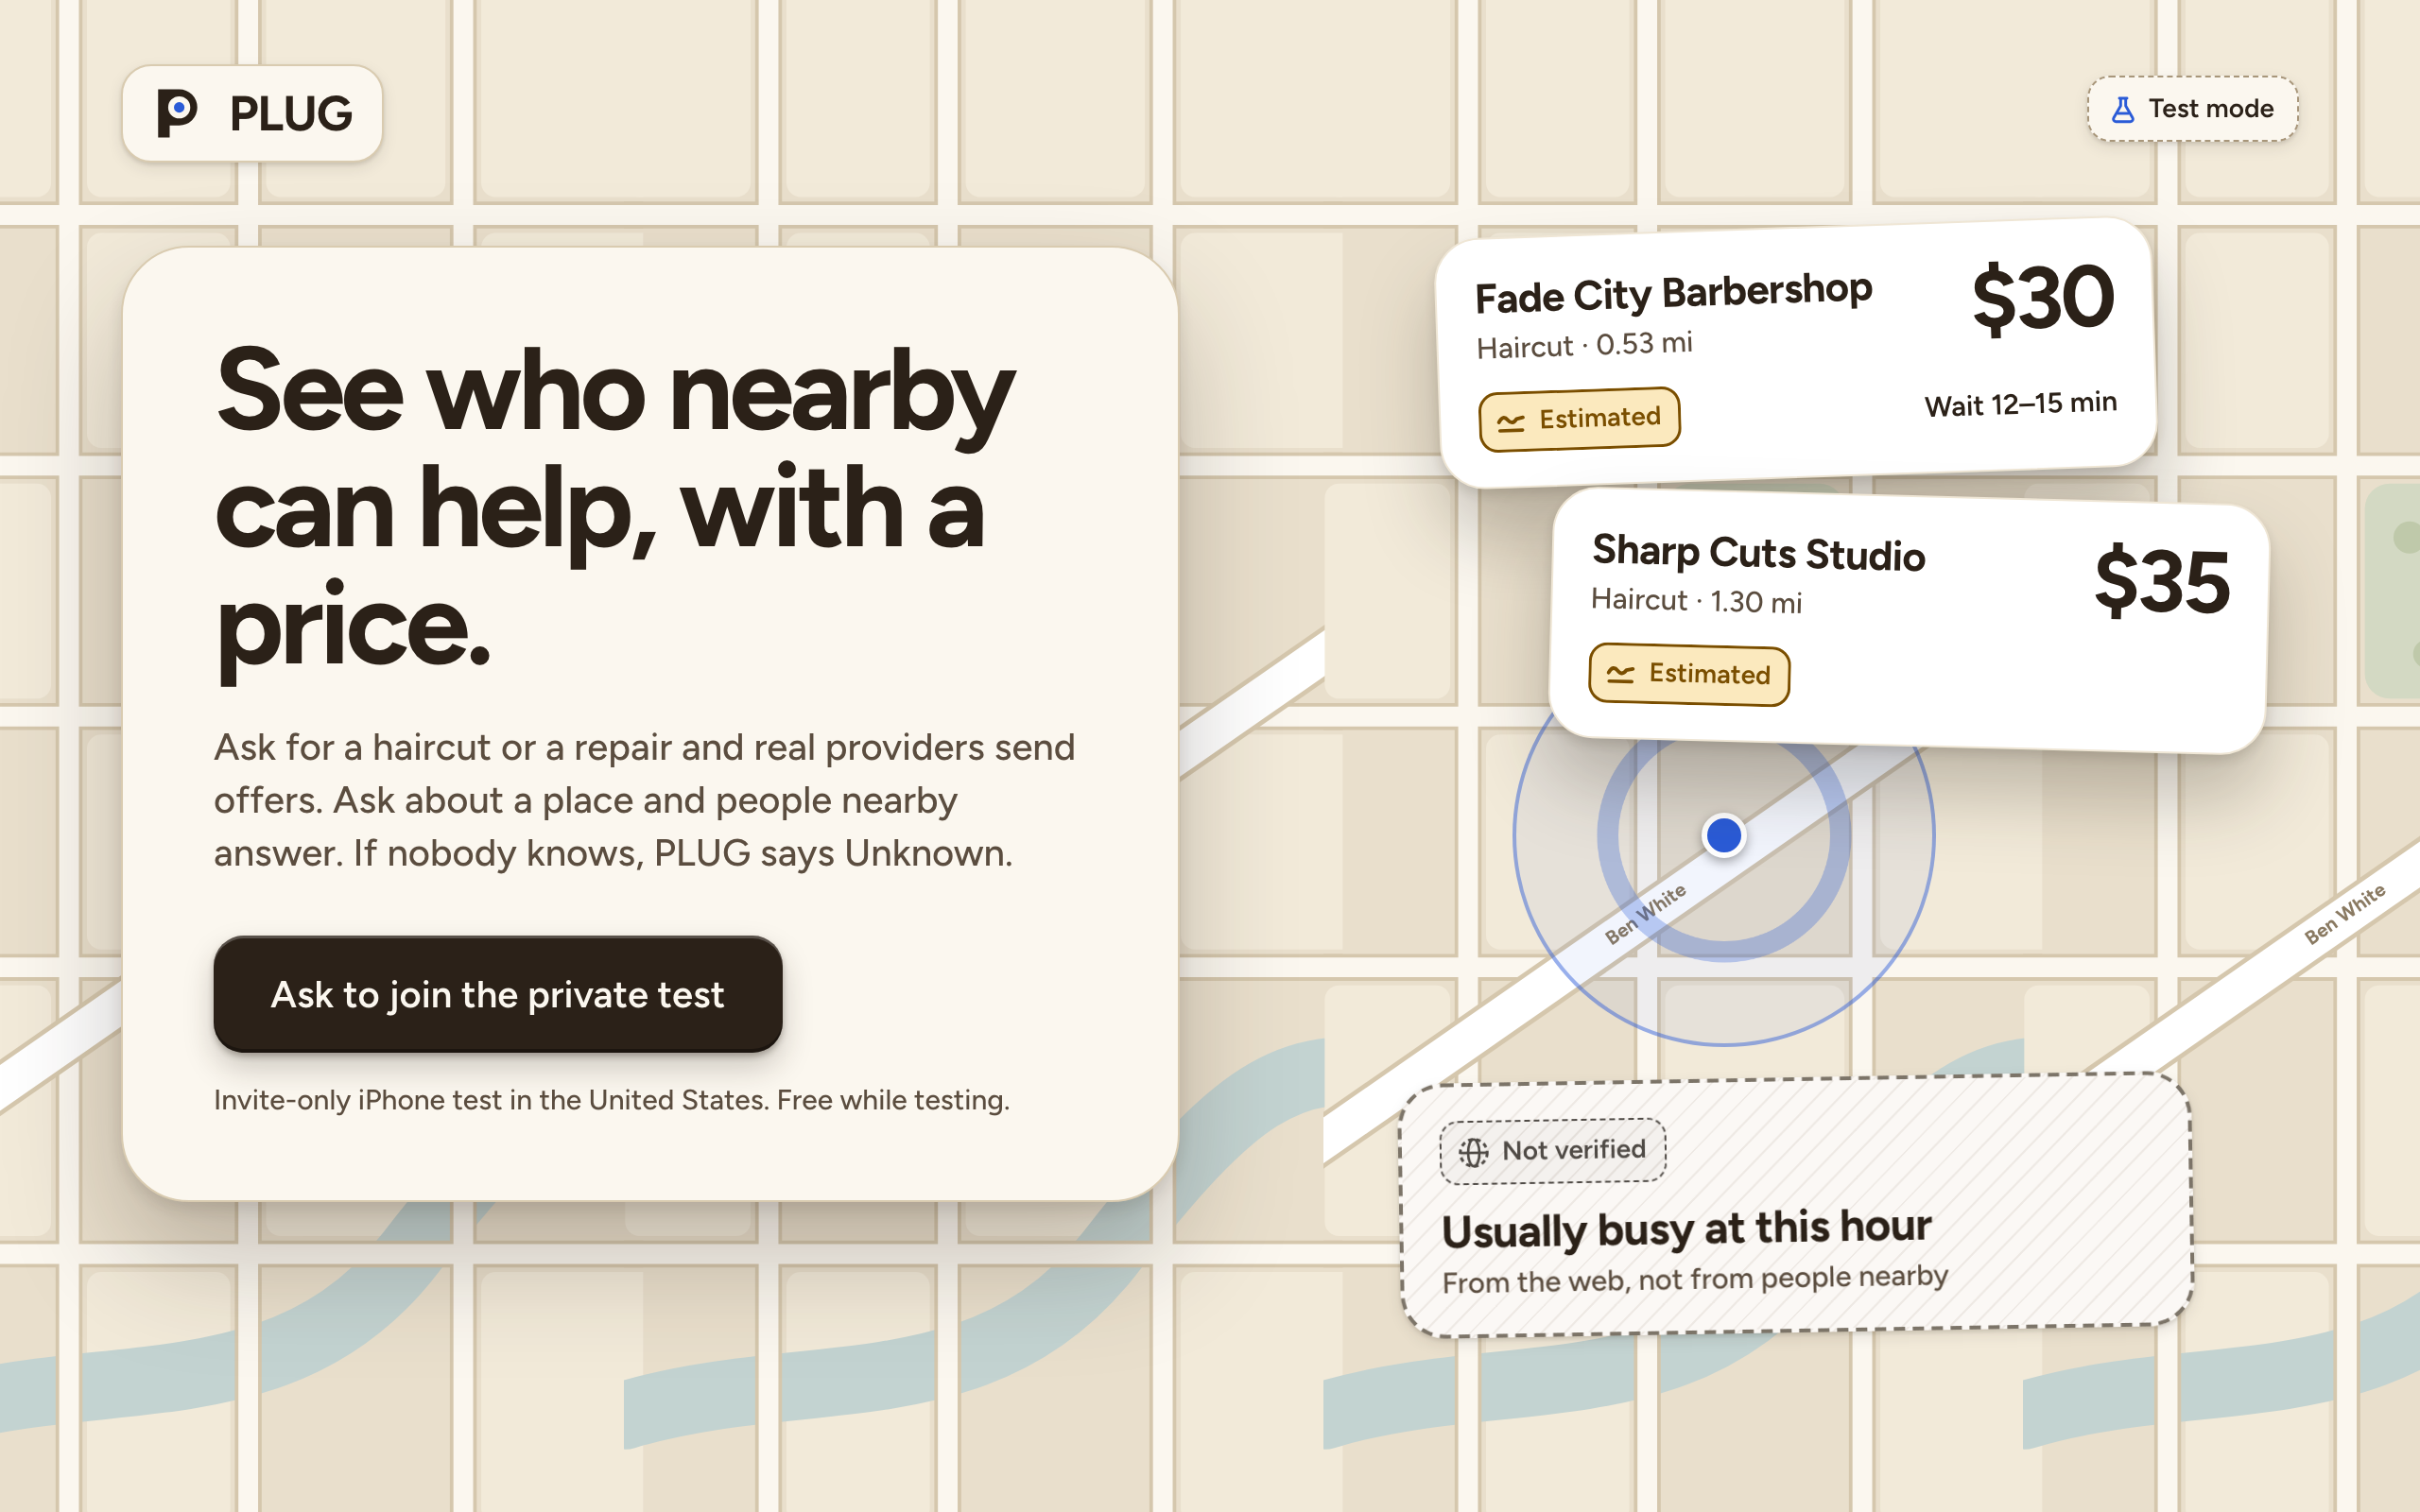 PLUG
Test mode
See who nearby
can help, with a
price.
Ask for a haircut or a repair and real providers send
offers. Ask about a place and people nearby
answer. If nobody knows, PLUG says Unknown.
Ask to join the private test
Invite-only iPhone test in the United States. Free while testing.
Fade City Barbershop
$30
Haircut · 0.53 mi
Estimated
Wait 12–15 min
Sharp Cuts Studio
$35
Haircut · 1.30 mi
Estimated
Ben White
Ben White
Not verified
Usually busy at this hour
From the web, not from people nearby